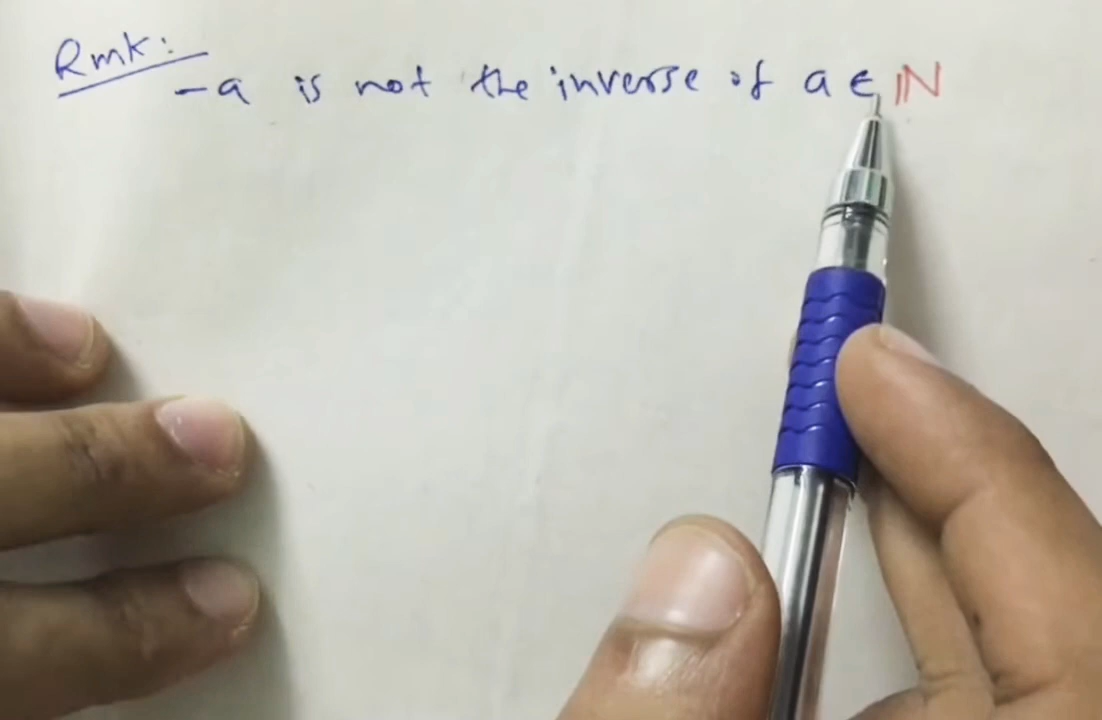 Rmk:
-a is not the inverse of a ∈ ℕ